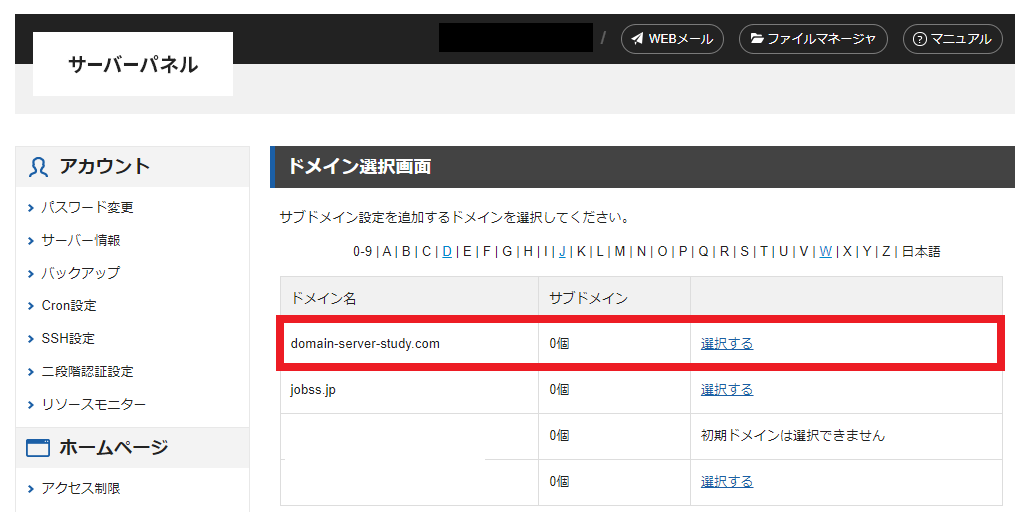 / WEBメール ファイルマネージャ マニュアル
サーバーパネル
アカウント
パスワード変更
サーバー情報
バックアップ
Cron設定
SSH設定
二段階認証設定
リソースモニター
ホームページ
アクセス制限
ドメイン選択画面
サブドメイン設定を追加するドメインを選択してください。
0-9 | A | B | C | D | E | F | G | H | I | J | K | L | M | N | O | P | Q | R | S | T | U | V | W | X | Y | Z | 日本語
ドメイン名 サブドメイン
domain-server-study.com 0個 選択する
jobss.jp 0個 選択する
0個 初期ドメインは選択できません
0個 選択する